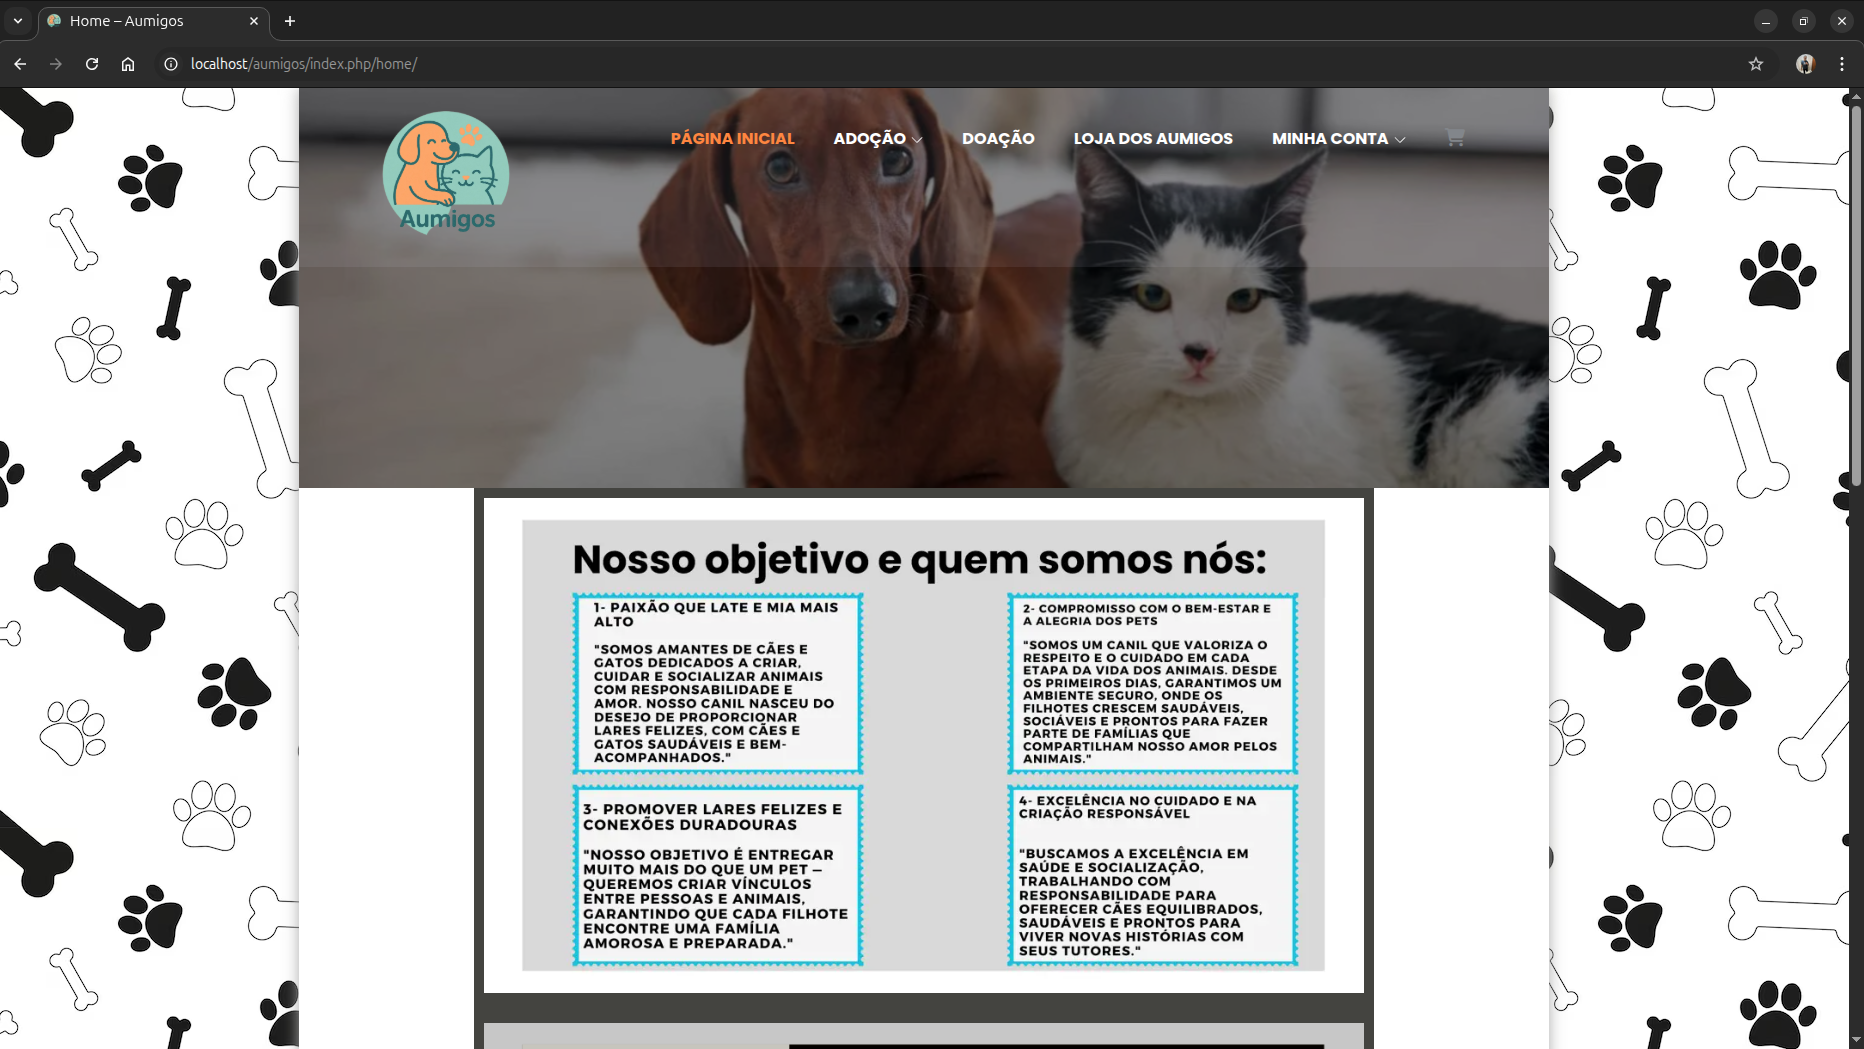 Home – Aumigos
localhost/aumigos/index.php/home/
Aumigos
PÁGINA INICIAL
ADOÇÃO
DOAÇÃO
LOJA DOS AUMIGOS
MINHA CONTA
Nosso objetivo e quem somos nós:
1- PAIXÃO QUE LATE E MIA MAIS
ALTO
"SOMOS AMANTES DE CÃES E
GATOS DEDICADOS A CRIAR,
CUIDAR E SOCIALIZAR ANIMAIS
COM RESPONSABILIDADE E
AMOR. NOSSO CANIL NASCEU DO
DESEJO DE PROPORCIONAR
LARES FELIZES, COM CÃES E
GATOS SAUDÁVEIS E BEM-
ACOMPANHADOS."
2- COMPROMISSO COM O BEM-ESTAR E
A ALEGRIA DOS PETS
"SOMOS UM CANIL QUE VALORIZA O
RESPEITO E O CUIDADO EM CADA
ETAPA DA VIDA DOS ANIMAIS. DESDE
OS PRIMEIROS DIAS, GARANTIMOS UM
AMBIENTE SEGURO, ONDE OS
FILHOTES CRESCEM SAUDÁVEIS,
SOCIÁVEIS E PRONTOS PARA FAZER
PARTE DE FAMÍLIAS QUE
COMPARTILHAM NOSSO AMOR PELOS
ANIMAIS."
3- PROMOVER LARES FELIZES E
CONEXÕES DURADOURAS
"NOSSO OBJETIVO É ENTREGAR
MUITO MAIS DO QUE UM PET —
QUEREMOS CRIAR VÍNCULOS
ENTRE PESSOAS E ANIMAIS,
GARANTINDO QUE CADA FILHOTE
ENCONTRE UMA FAMÍLIA
AMOROSA E PREPARADA."
4- EXCELÊNCIA NO CUIDADO E NA
CRIAÇÃO RESPONSÁVEL
"BUSCAMOS A EXCELÊNCIA EM
SAÚDE E SOCIALIZAÇÃO,
TRABALHANDO COM
RESPONSABILIDADE PARA
OFERECER CÃES EQUILIBRADOS,
SAUDÁVEIS E PRONTOS PARA
VIVER NOVAS HISTÓRIAS COM
SEUS TUTORES."